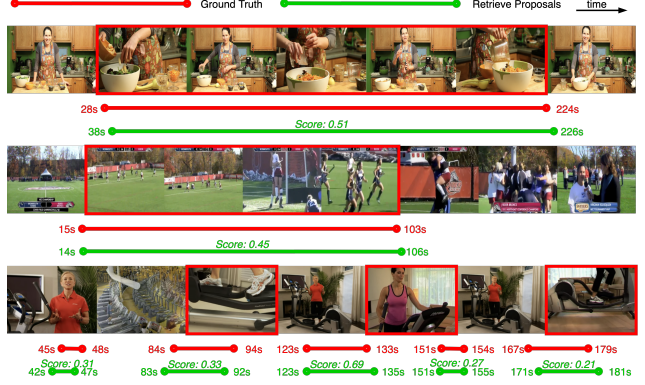 Ground Truth Retrieve Proposals time
28s 224s
Score: 0.51
38s 226s
15s 103s
Score: 0.45
14s 106s
45s 48s 84s 94s 123s 133s 151s 154s 167s 179s
Score: 0.31 Score: 0.33 Score: 0.69 Score: 0.27 Score: 0.21
42s 47s 83s 92s 123s 135s 151s 155s 171s 181s